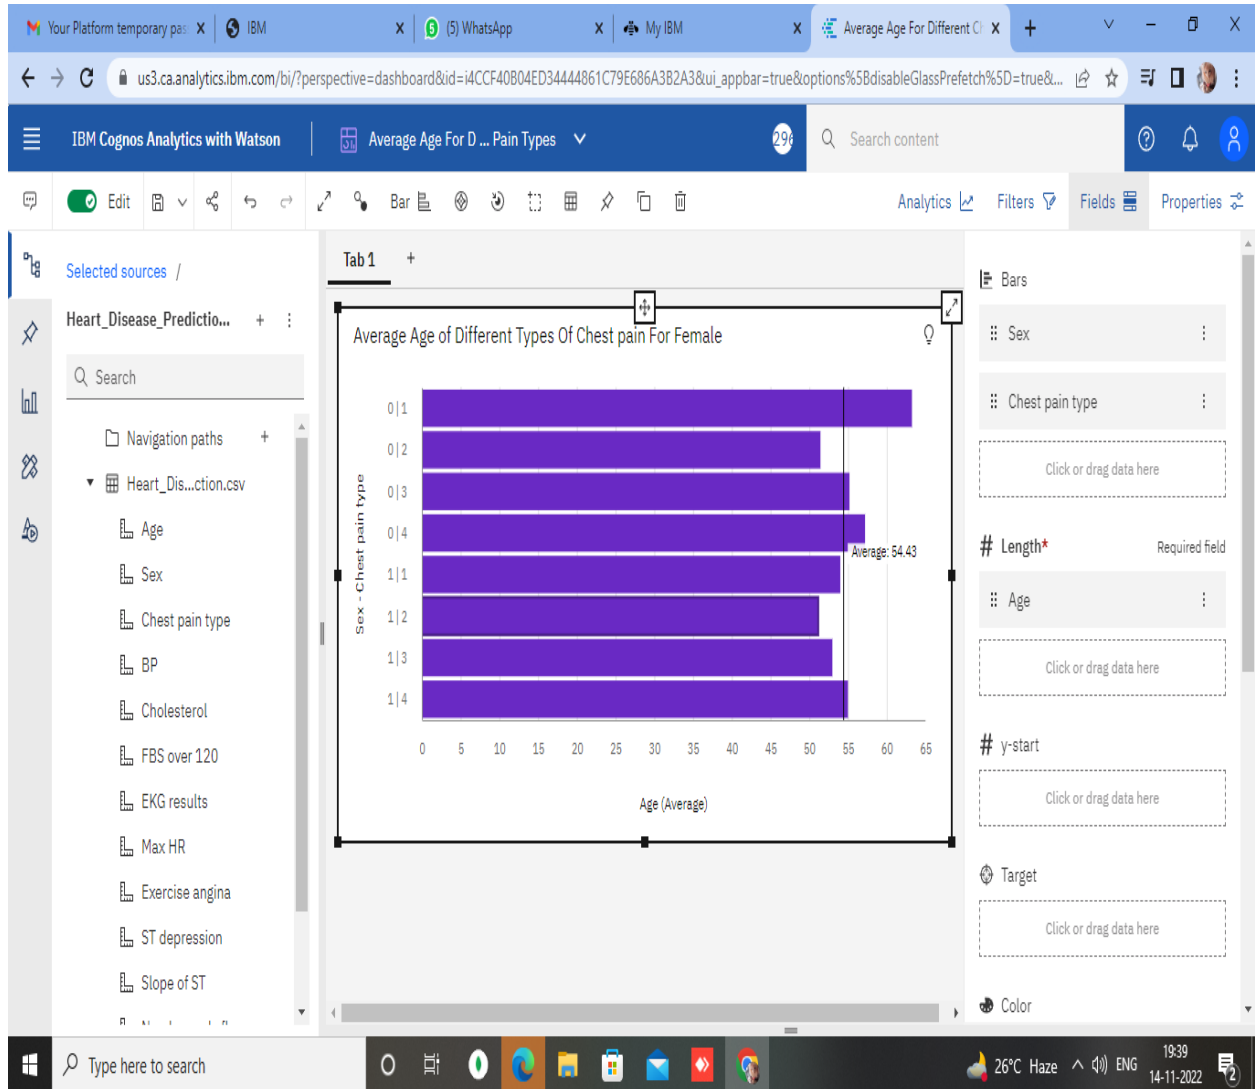 Your Platform temporary pas
IBM
(5) WhatsApp
My IBM
Average Age For Different Ch
us3.ca.analytics.ibm.com/bi/?perspective=dashboard&id=i4CCF40B04ED34444861C79E686A3B2A3&ui_appbar=true&options%5BdisableGlassPrefetch%5D=true&...
IBM Cognos Analytics with Watson
Average Age For D ... Pain Types
296
Search content
Edit
Bar
Analytics
Filters
Fields
Properties
Selected sources /
Heart_Disease_Predictio...
Search
Navigation paths
Heart_Dis...ction.csv
Age
Sex
Chest pain type
BP
Cholesterol
FBS over 120
EKG results
Max HR
Exercise angina
ST depression
Slope of ST
Tab 1
Average Age of Different Types Of Chest pain For Female
Sex - Chest pain type
0|1
0|2
0|3
0|4
1|1
1|2
1|3
1|4
Average: 54.43
0 5 10 15 20 25 30 35 40 45 50 55 60 65
Age (Average)
Bars
Sex
Chest pain type
Click or drag data here
# Length*
Required field
Age
Click or drag data here
# y-start
Click or drag data here
Target
Click or drag data here
Color
Type here to search
26°C Haze
ENG
19:39
14-11-2022
2